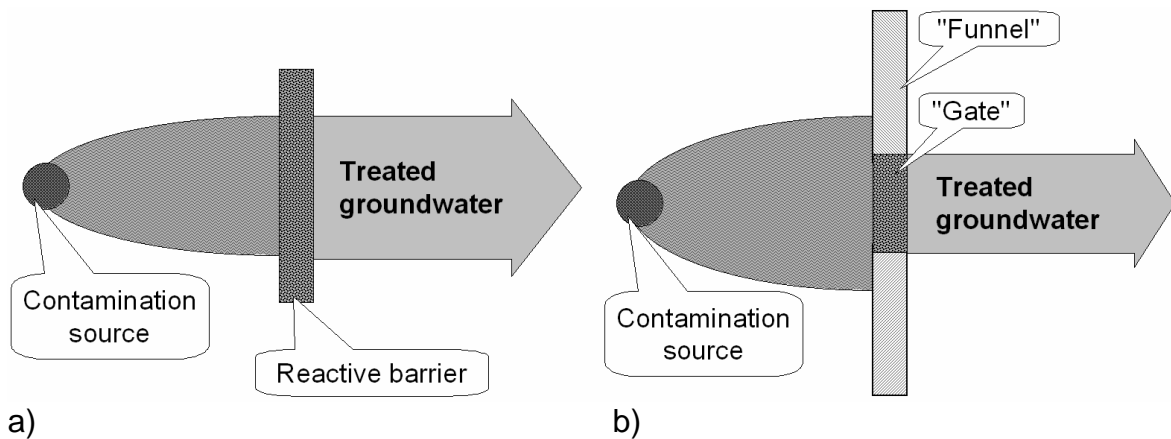 Treated
groundwater
Contamination
source
Reactive barrier
a)
"Funnel"
"Gate"
Treated
groundwater
Contamination
source
b)